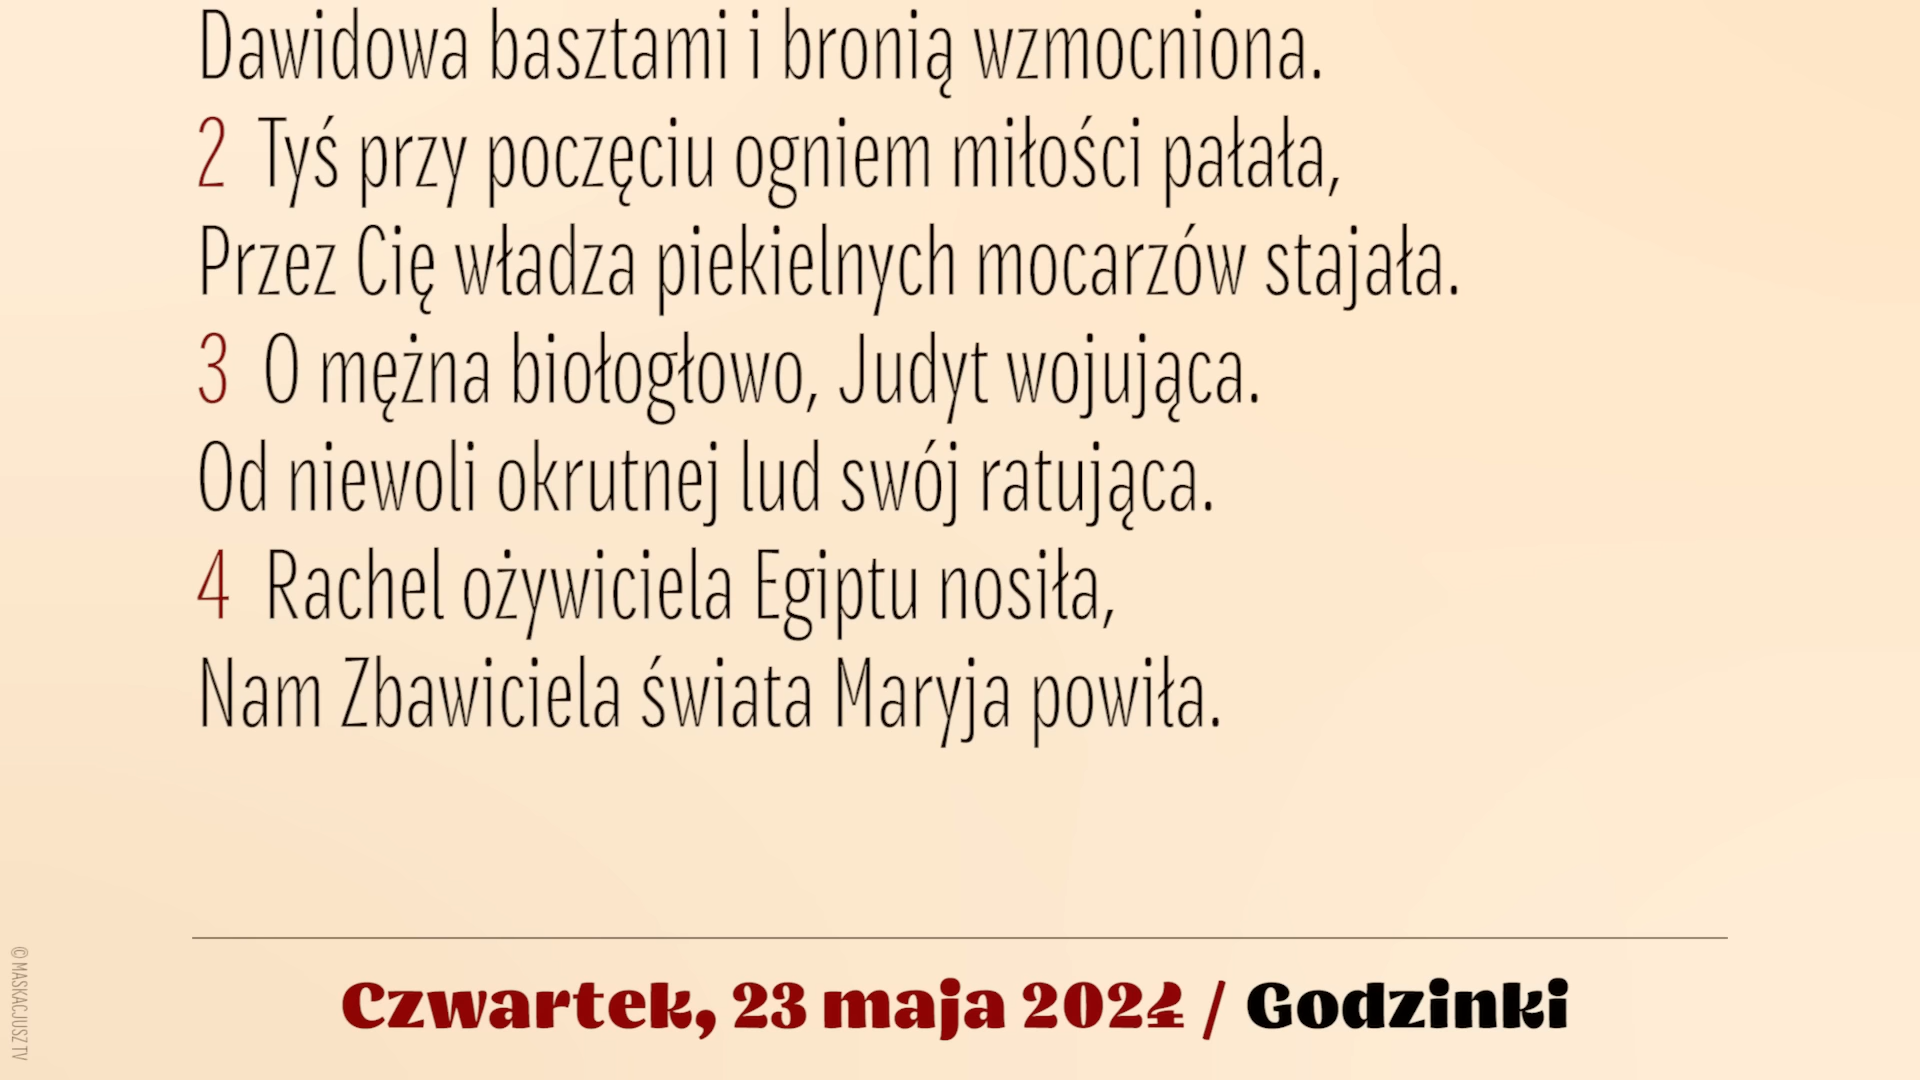 Dawidowa basztami i bronią wzmocniona.
2 Tyś przy poczęciu ogniem miłości pałała,
Przez Cię władza piekielnych mocarzów stajała.
3 O mężna biołogłowo, Judyt wojująca.
Od niewoli okrutnej lud swój ratująca.
4 Rachel ożywiciela Egiptu nosiła,
Nam Zbawiciela świata Maryja powiła.
Czwartek, 23 maja 2024 / Godzinki
© MASKACJUSZ TV